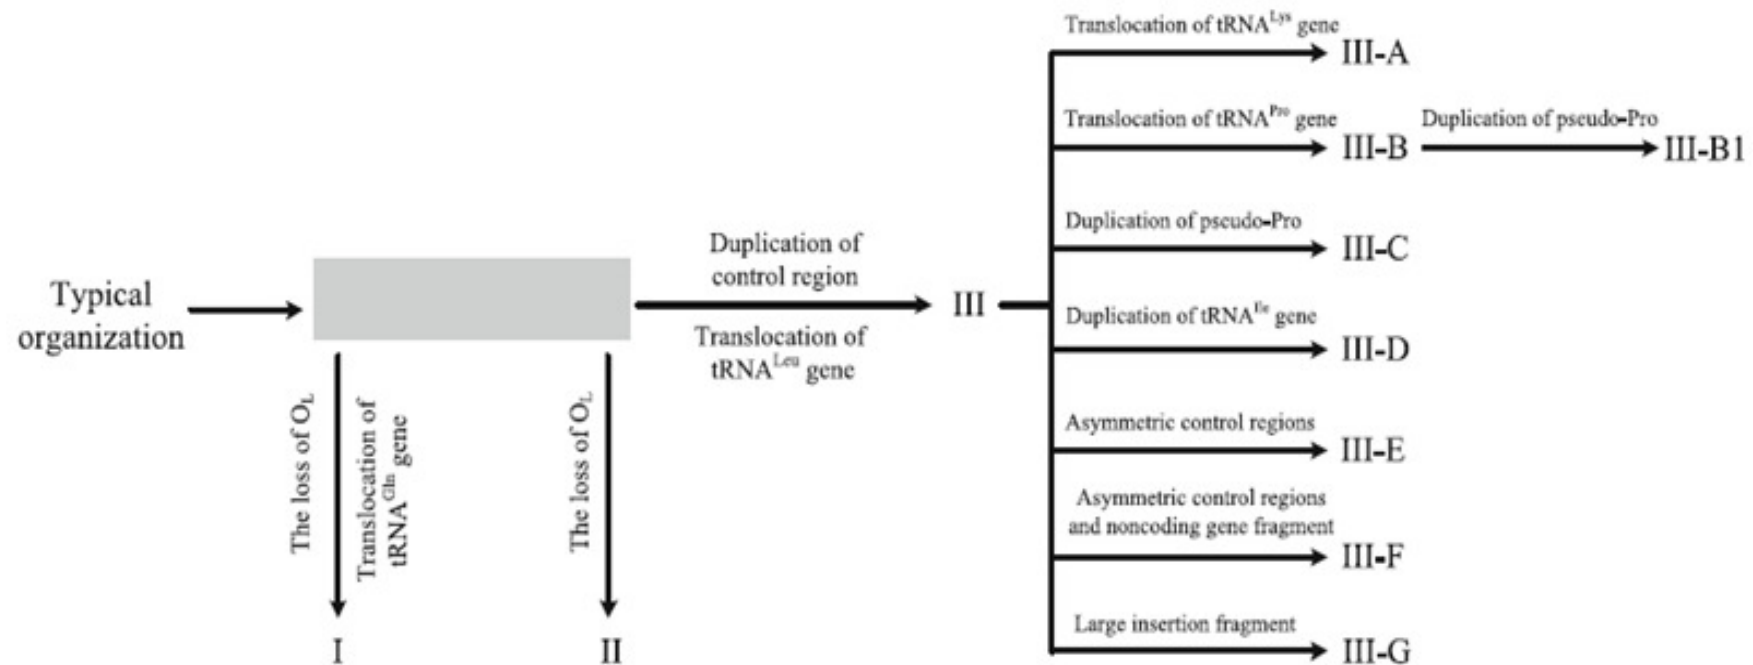 Typical
organization
The loss of OL
Translocation of
tRNAGln gene
I
The loss of OL
II
Duplication of
control region
Translocation of
tRNALeu gene
III
Translocation of tRNALys gene
III-A
Translocation of tRNAPro gene
III-B
Duplication of pseudo-Pro
III-B1
Duplication of pseudo-Pro
III-C
Duplication of tRNAIle gene
III-D
Asymmetric control regions
III-E
Asymmetric control regions
and noncoding gene fragment
III-F
Large insertion fragment
III-G